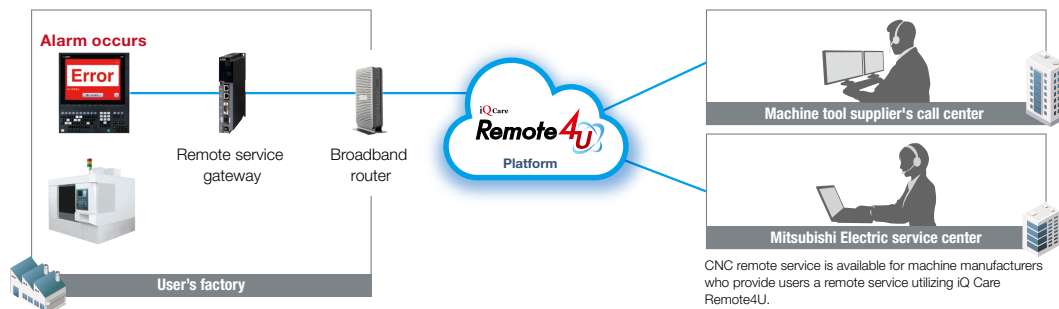 Alarm occurs
Error
Remote service
gateway
Broadband
router
User's factory
iQ Care
Remote4U
Platform
Machine tool supplier's call center
Mitsubishi Electric service center
CNC remote service is available for machine manufacturers
who provide users a remote service utilizing iQ Care
Remote4U.